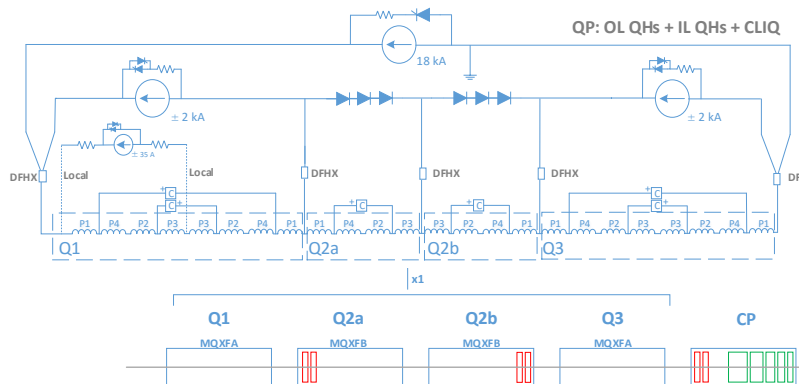 QP: OL QHs + IL QHs + CLIQ
18 kA
± 2 kA
± 2 kA
± 35 A
Local
Local
DFHX
DFHX
DFHX
DFHX
DF
+ C
+ C
+ C
+ C
+ C
+ C
P1 P4 P2 P3 P3 P2 P4 P1
P1 P4 P2 P3
P3 P2 P4 P1
P1 P4 P2 P3 P3 P2 P4 P1
Q1
Q2a
Q2b
Q3
x1
Q1 Q2a Q2b Q3 CP
MQXFA MQXFB MQXFB MQXFA